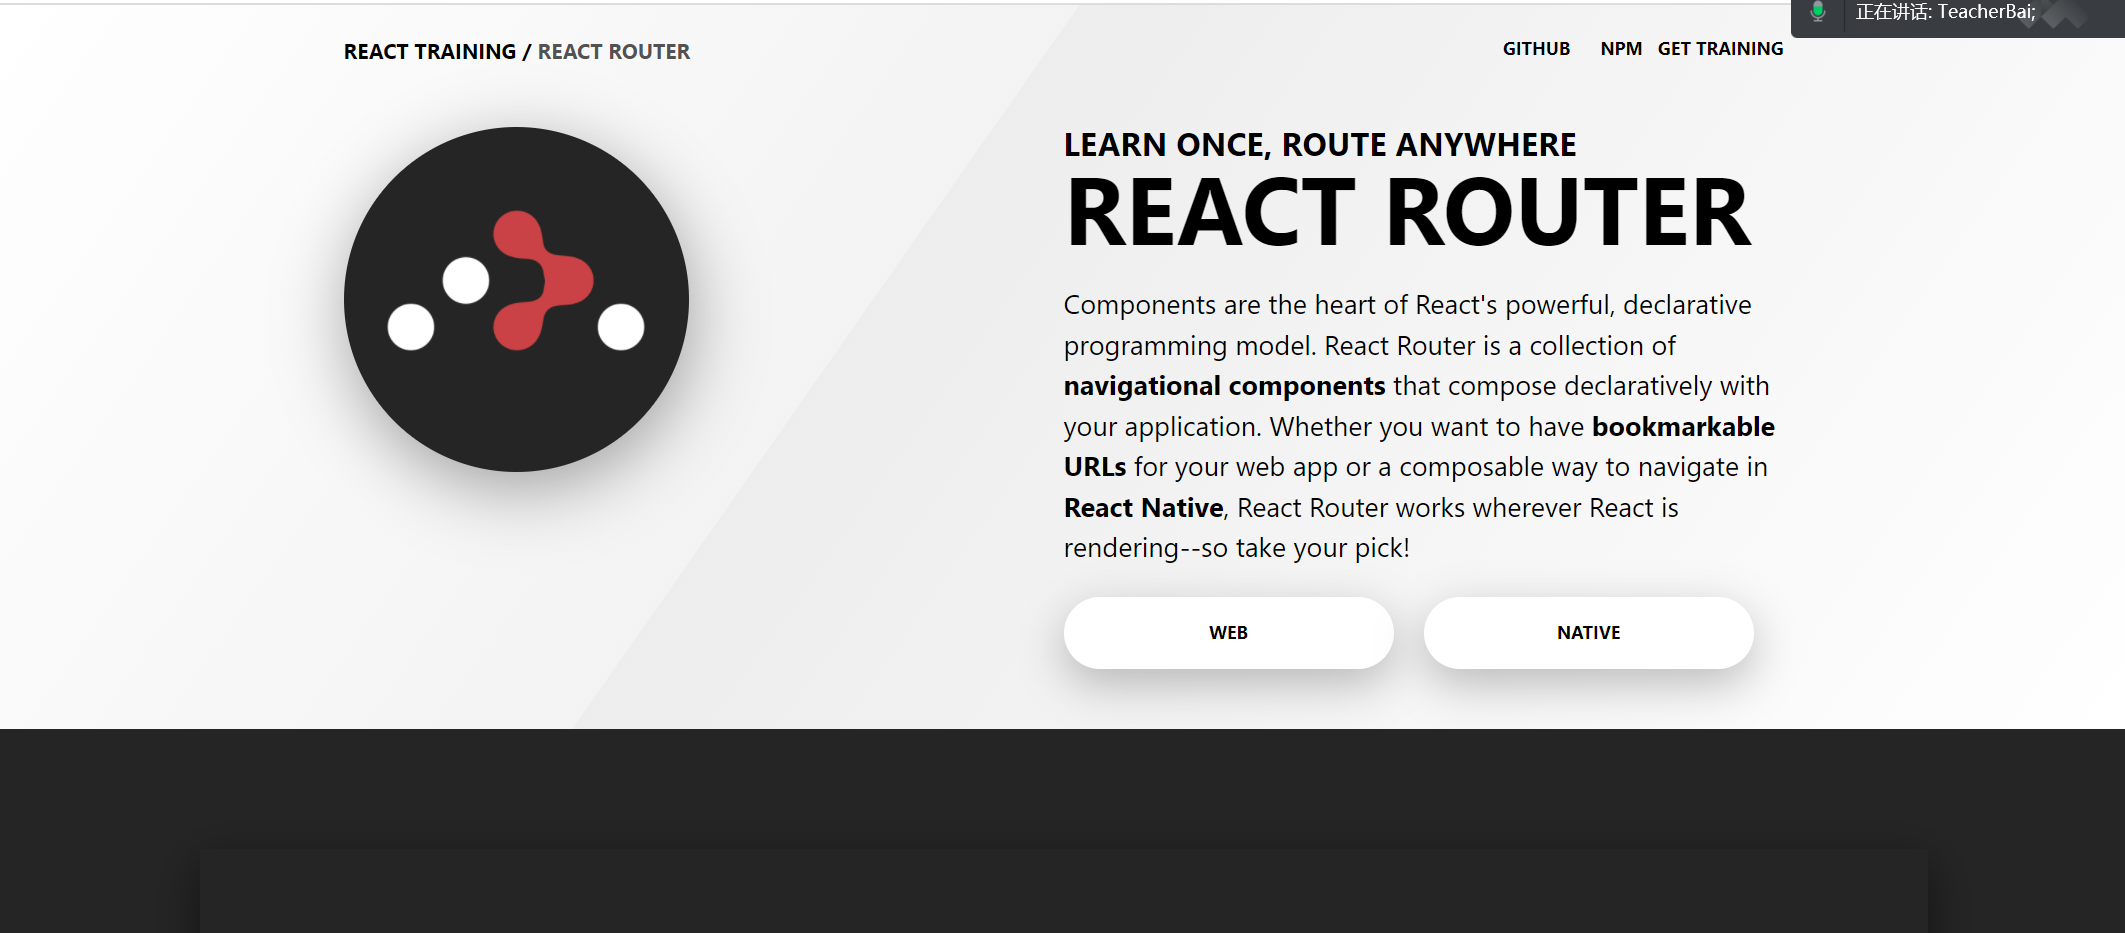 正在讲话: TeacherBai;
REACT TRAINING / REACT ROUTER
GITHUB NPM GET TRAINING
LEARN ONCE, ROUTE ANYWHERE
REACT ROUTER
Components are the heart of React's powerful, declarative
programming model. React Router is a collection of
navigational components that compose declaratively with
your application. Whether you want to have bookmarkable
URLs for your web app or a composable way to navigate in
React Native, React Router works wherever React is
rendering--so take your pick!
WEB
NATIVE